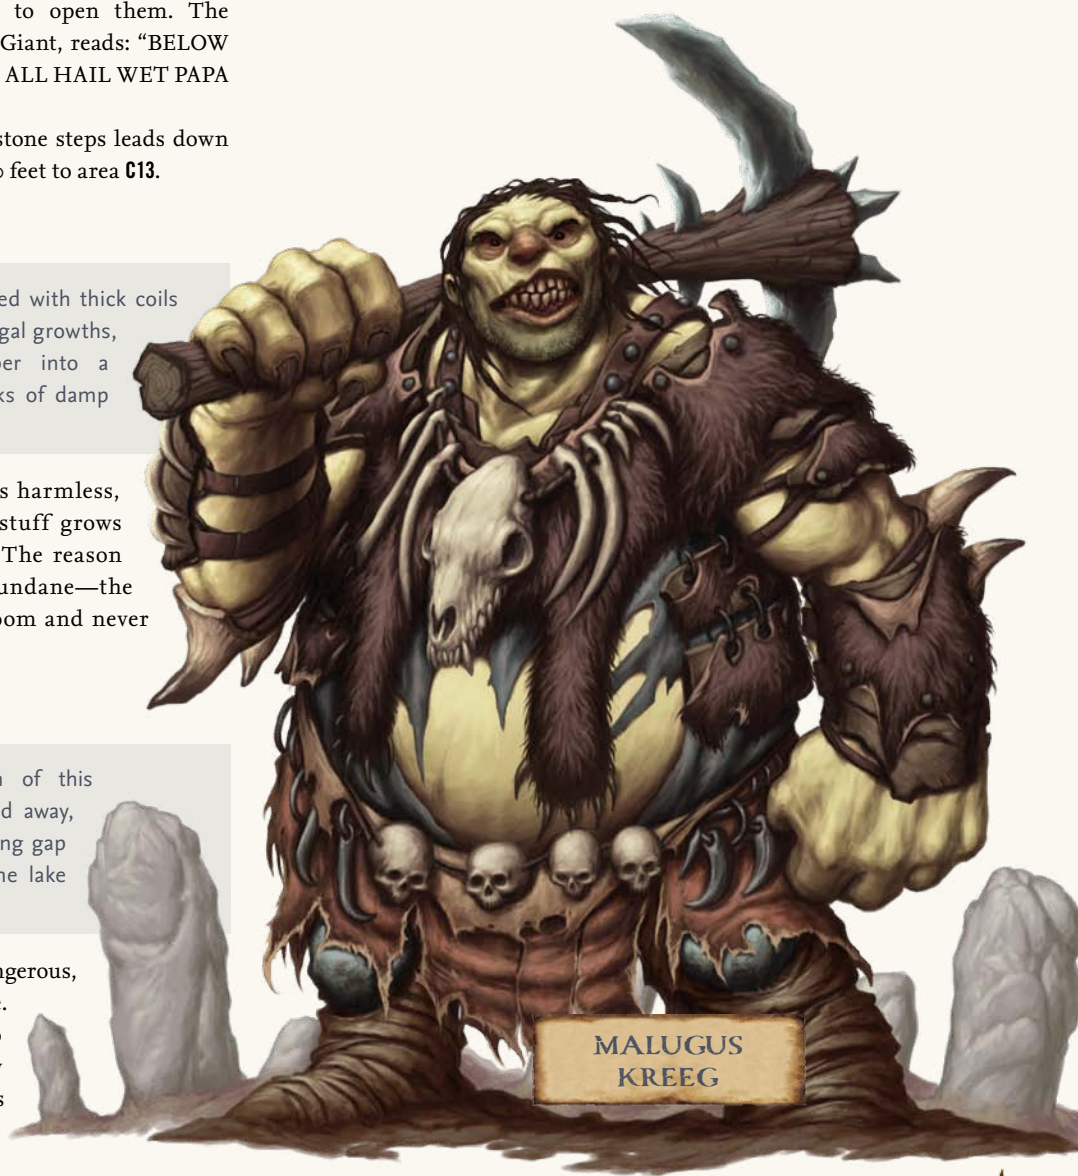 to open them. The
Giant, reads: “BELOW
ALL HAIL WET PAPA
stone steps leads down
feet to area C13.
ed with thick coils
gal growths,
per into a
ks of damp
s harmless,
stuff grows
The reason
undane—the
oom and never
of this
d away,
ng gap
he lake
ngerous,
s
MALUGUS
KREEG